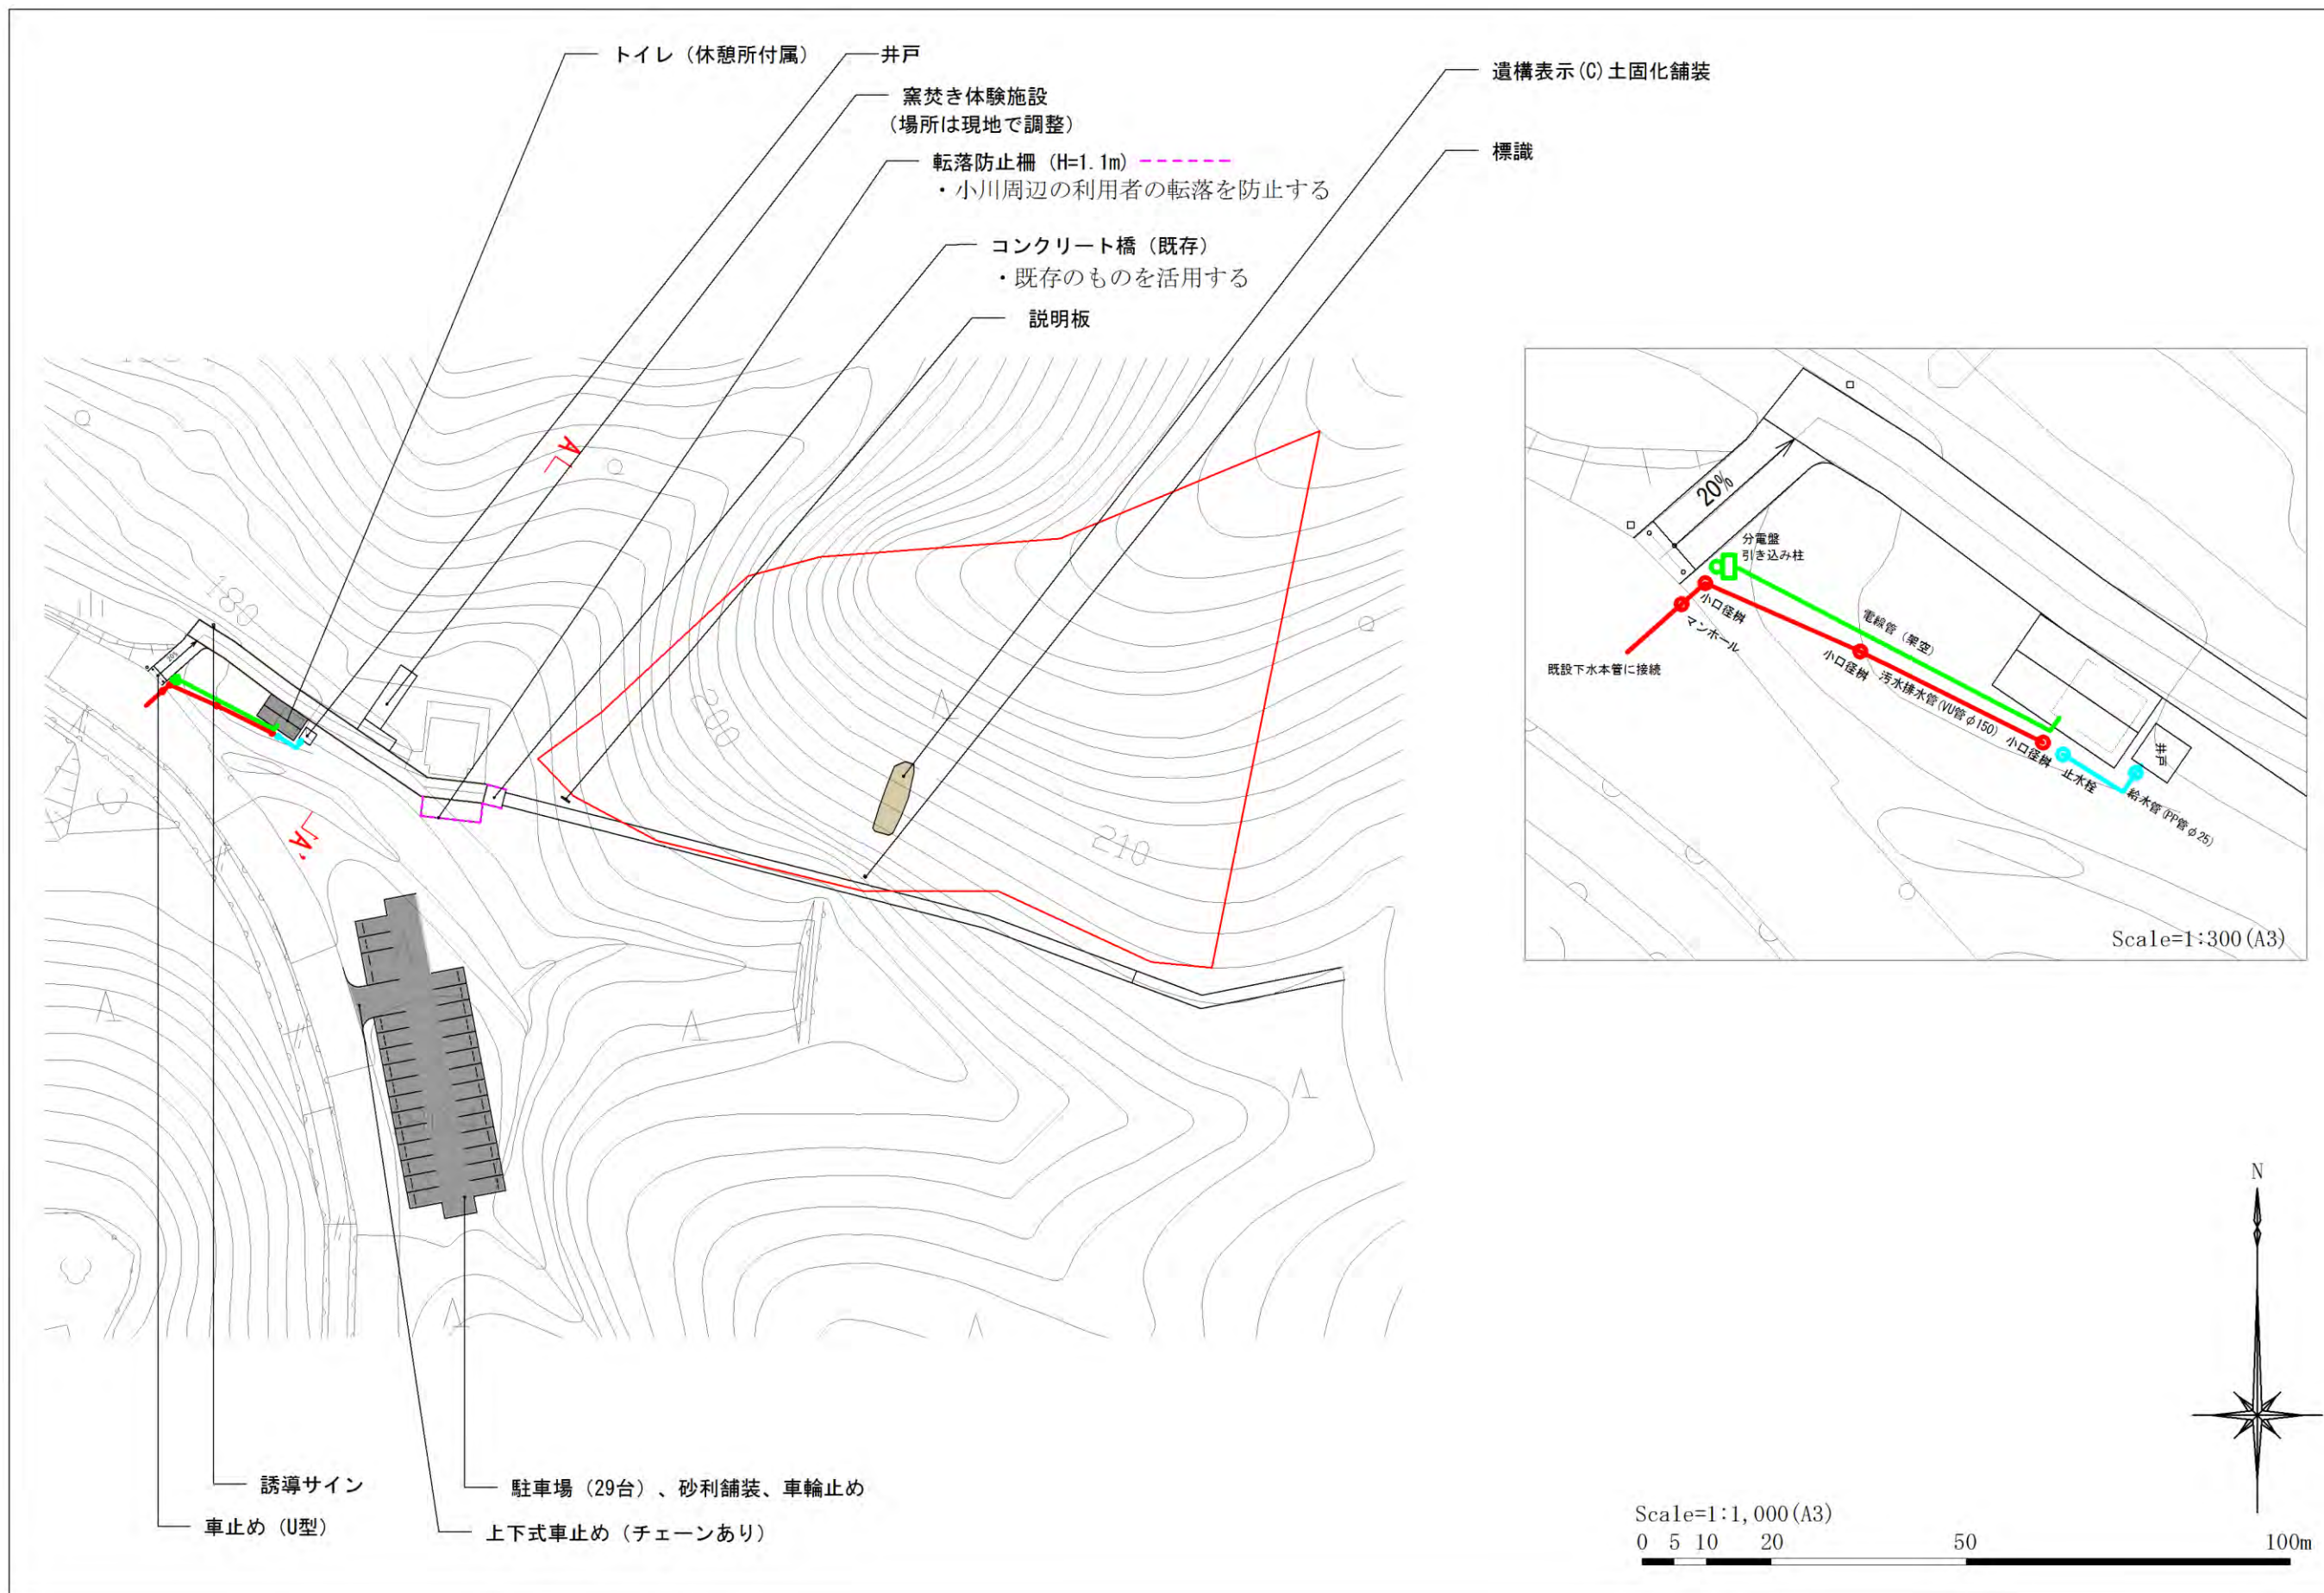 トイレ（休憩所付属）
井戸
窯焚き体験施設
（場所は現地で調整）
転落防止柵（H=1.1m）
・小川周辺の利用者の転落を防止する
コンクリート橋（既存）
・既存のものを活用する
説明板
遺構表示(C)土固化舗装
標識
A
A'
180
200
210
20%
20%
分電盤
引き込み柱
小口径桝
マンホール
既設下水本管に接続
電線管（架空）
小口径桝
汚水排水管(VU管φ150)
小口径桝
止水栓
給水管(PP管φ25)
井戸
Scale=1:300(A3)
誘導サイン
車止め（U型）
駐車場（29台）、砂利舗装、車輪止め
上下式車止め（チェーンあり）
N
Scale=1:1,000(A3)
0 5 10 20 50 100m